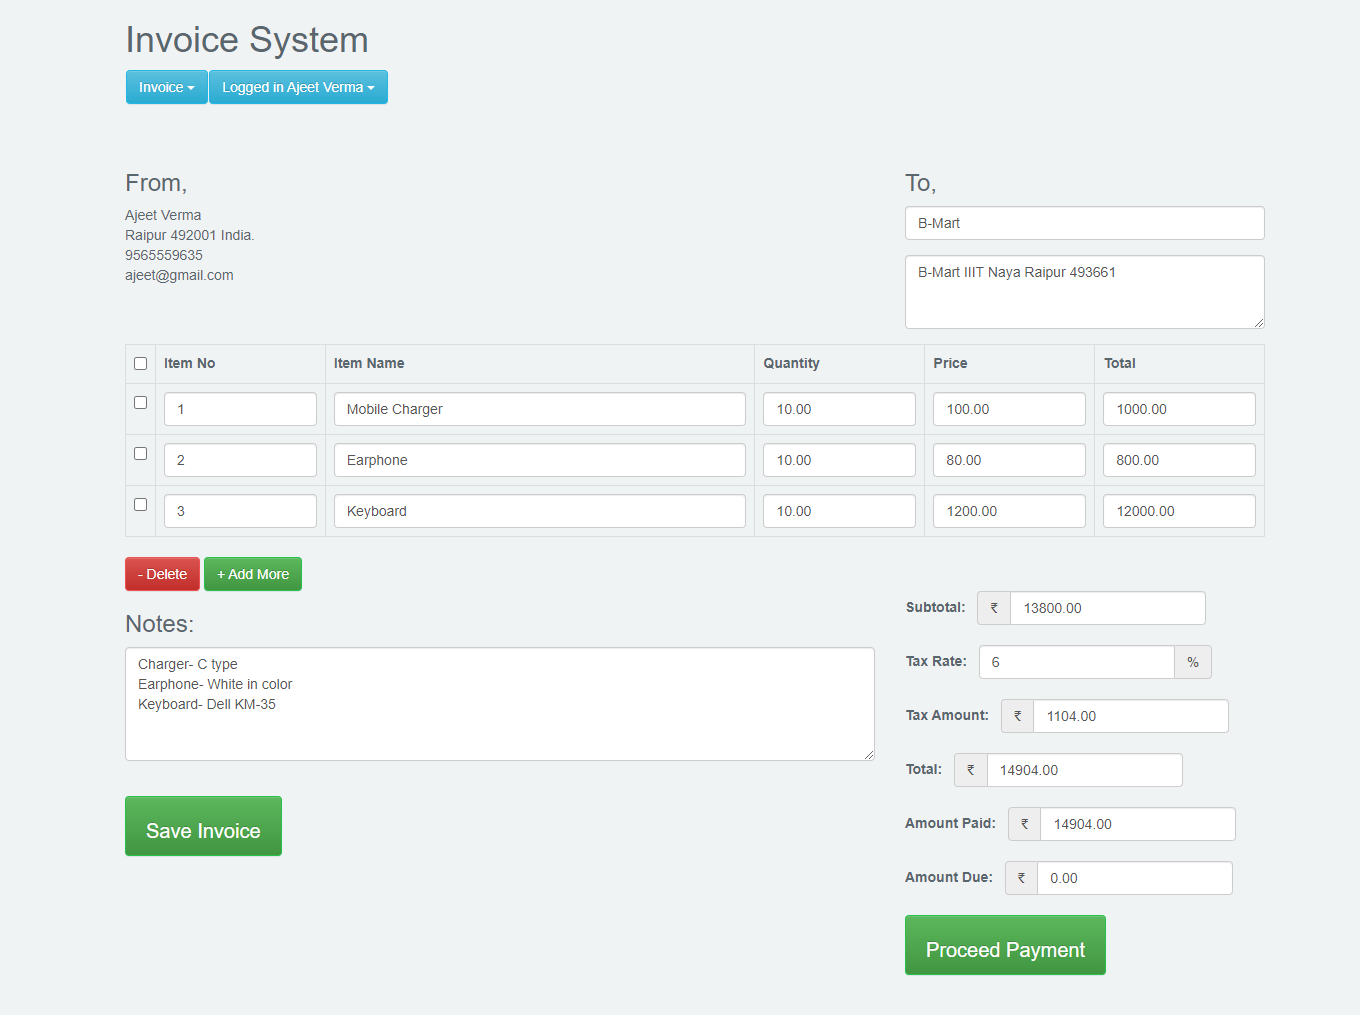 Invoice System
Invoice
Logged in Ajeet Verma
From,
Ajeet Verma
Raipur 492001 India.
9565559635
ajeet@gmail.com
To,
B-Mart
B-Mart IIIT Naya Raipur 493661
Item No Item Name Quantity Price Total
1 Mobile Charger 10.00 100.00 1000.00
2 Earphone 10.00 80.00 800.00
3 Keyboard 10.00 1200.00 12000.00
- Delete
+ Add More
Notes:
Charger- C type
Earphone- White in color
Keyboard- Dell KM-35
Save Invoice
Subtotal: ₹ 13800.00
Tax Rate: 6 %
Tax Amount: ₹ 1104.00
Total: ₹ 14904.00
Amount Paid: ₹ 14904.00
Amount Due: ₹ 0.00
Proceed Payment